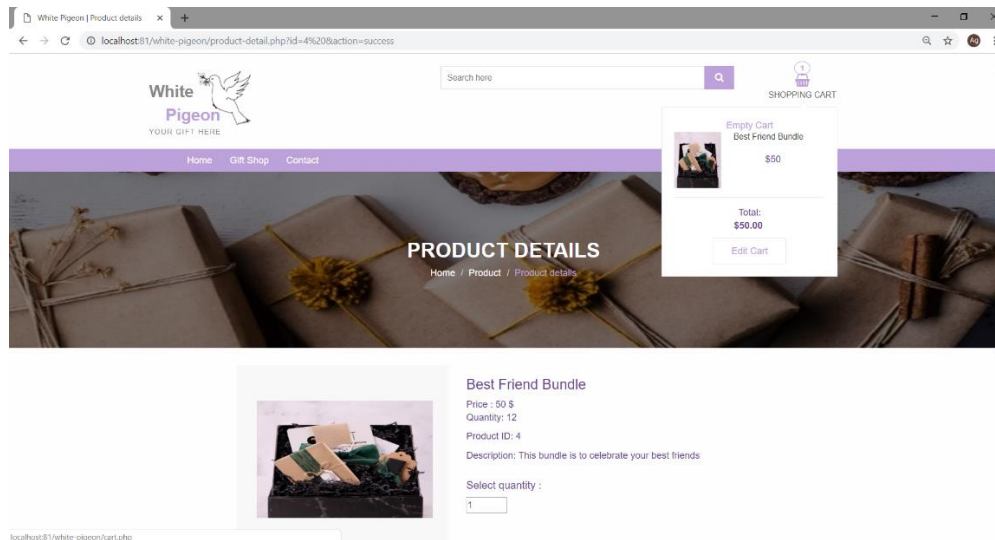 White Pigeon | Product details
localhost:81/white-pigeon/product-detail.php?id=4%20&action=success
Ag
White
Pigeon
YOUR GIFT HERE
Search here
1
SHOPPING CART
Empty Cart
Best Friend Bundle
$50
Total:
$50.00
Edit Cart
Home Gift Shop Contact
PRODUCT DETAILS
Home / Product / Product details
Best Friend Bundle
Price : 50 $
Quantity: 12
Product ID: 4
Description: This bundle is to celebrate your best friends
Select quantity :
1
localhost:81/white-pigeon/cart.php